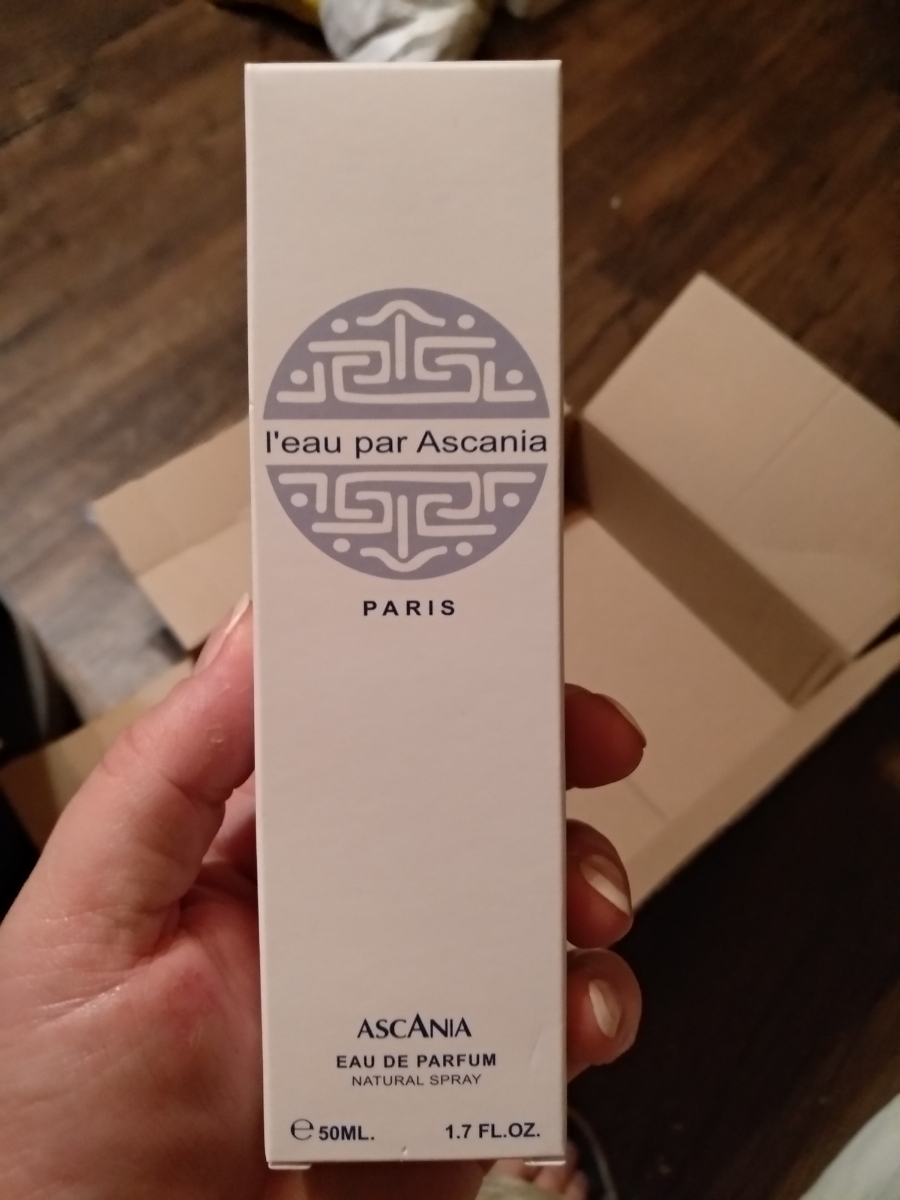 l'eau par Ascania
PARIS
ASCANIA
EAU DE PARFUM
NATURAL SPRAY
℮ 50ML. 1.7 FL.OZ.